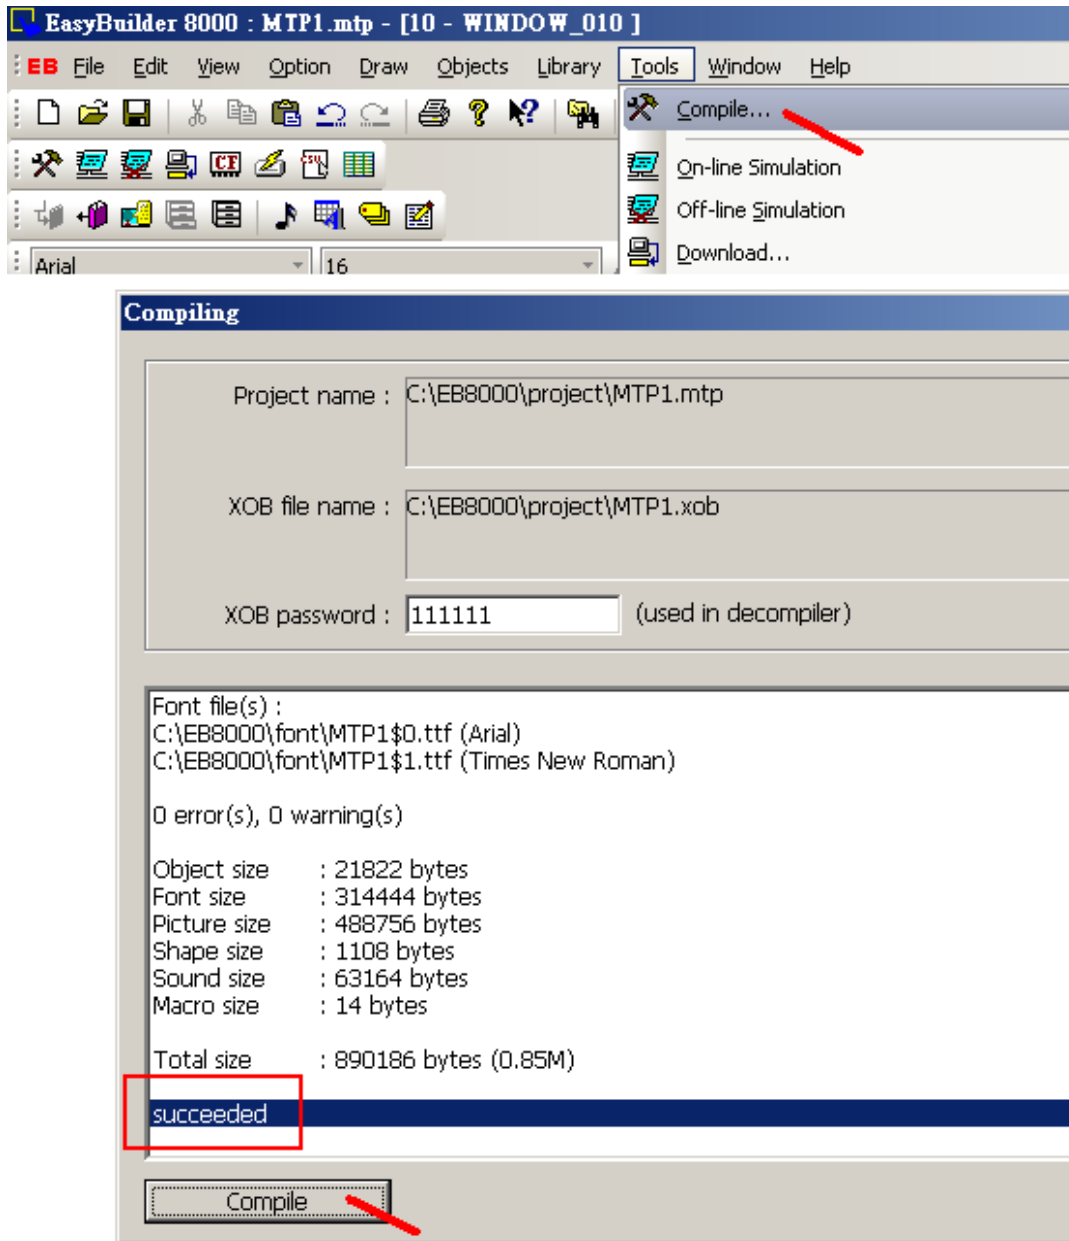 EasyBuilder 8000 : MTP1.mtp - [10 - WINDOW_010 ]
EB File Edit View Option Draw Objects Library Tools Window Help
Compile...
On-line Simulation
Off-line Simulation
Download...
Arial 16
Compiling
Project name : C:\EB8000\project\MTP1.mtp
XOB file name : C:\EB8000\project\MTP1.xob
XOB password : 111111 (used in decompiler)
Font file(s) :
C:\EB8000\font\MTP1$0.ttf (Arial)
C:\EB8000\font\MTP1$1.ttf (Times New Roman)
0 error(s), 0 warning(s)
Object size : 21822 bytes
Font size : 314444 bytes
Picture size : 488756 bytes
Shape size : 1108 bytes
Sound size : 63164 bytes
Macro size : 14 bytes
Total size : 890186 bytes (0.85M)
succeeded
Compile